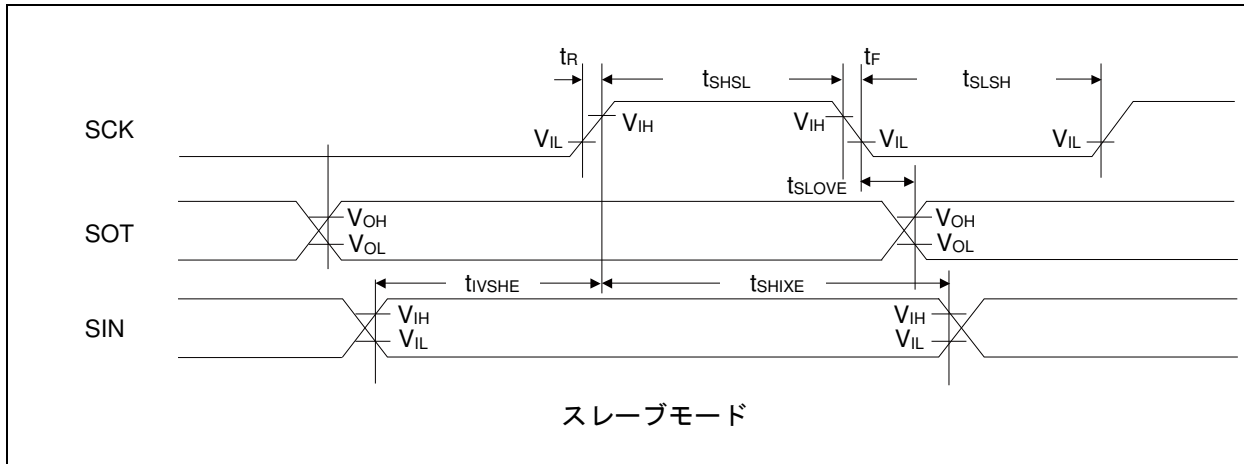 tR tSHSL tF tSLSH
SCK VIL VIH VIH VIL VIL
tSLOVE
SOT VOH VOL VOH VOL
tIVSHE tSHIXE
SIN VIH VIL VIH VIL
スレーブモード